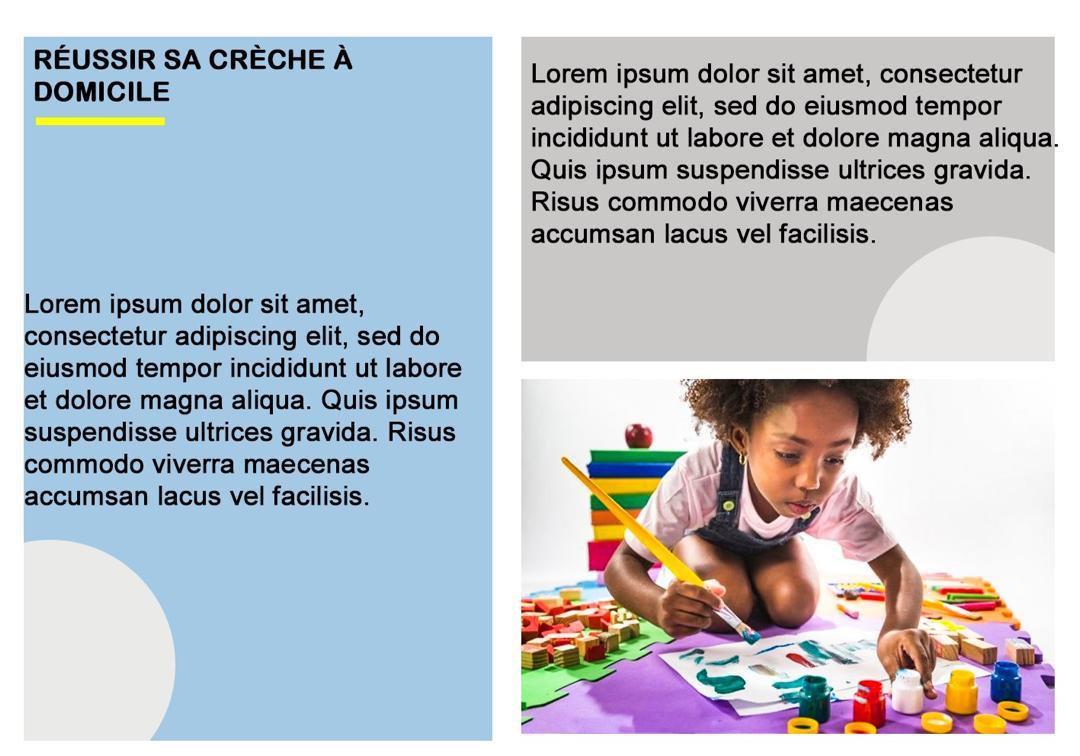 RÉUSSIR SA CRÈCHE À
DOMICILE
Lorem ipsum dolor sit amet,
consectetur adipiscing elit, sed do
eiusmod tempor incididunt ut labore
et dolore magna aliqua. Quis ipsum
suspendisse ultrices gravida. Risus
commodo viverra maecenas
accumsan lacus vel facilisis.
Lorem ipsum dolor sit amet, consectetur
adipiscing elit, sed do eiusmod tempor
incididunt ut labore et dolore magna aliqua.
Quis ipsum suspendisse ultrices gravida.
Risus commodo viverra maecenas
accumsan lacus vel facilisis.